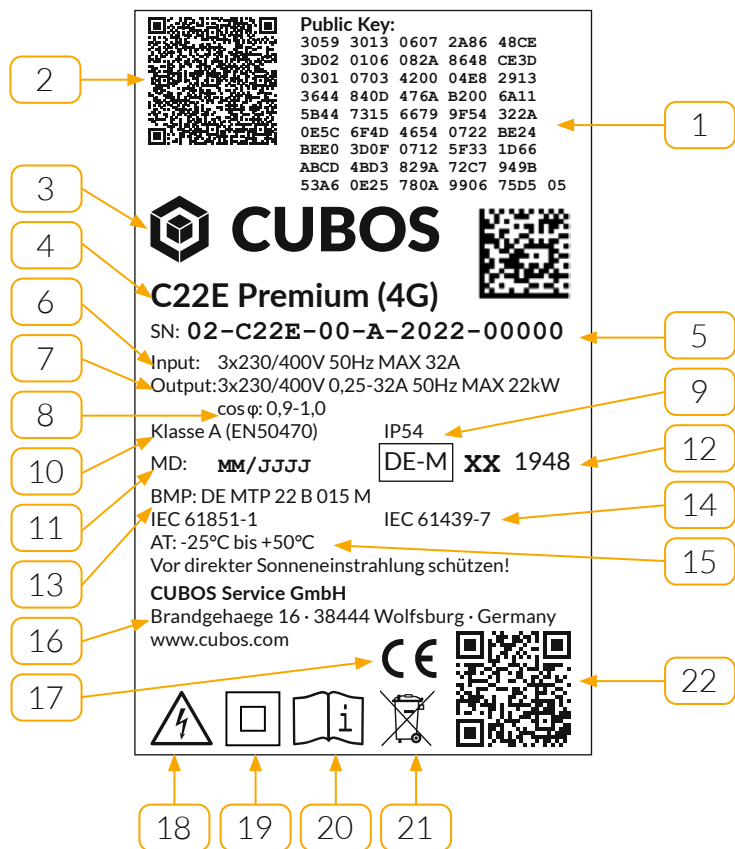 Public Key:
3059 3013 0607 2A86 48CE
3D02 0106 082A 8648 CE3D
0301 0703 4200 04E8 2913
3644 840D 476A B200 6A11
5B44 7315 6679 9F54 322A
0E5C 6F4D 4654 0722 BE24
BEE0 3D0F 0712 5F33 1D66
ABCD 4BD3 829A 72C7 949B
53A6 0E25 780A 9906 75D5 05
2
1
3
CUBOS
4
C22E Premium (4G)
6
SN: 02-C22E-00-A-2022-00000
5
Input: 3x230/400V 50Hz MAX 32A
7
Output:3x230/400V 0,25-32A 50Hz MAX 22kW
8
cos φ: 0,9-1,0
9
Klasse A (EN50470) IP54
10
MD: MM/JJJJ DE-M XX 1948
12
11
BMP: DE MTP 22 B 015 M
14
IEC 61851-1 IEC 61439-7
13
AT: -25°C bis +50°C
15
Vor direkter Sonneneinstrahlung schützen!
CUBOS Service GmbH
16
Brandgehaege 16 · 38444 Wolfsburg · Germany
www.cubos.com
17
CE
22
i
18
19
20
21